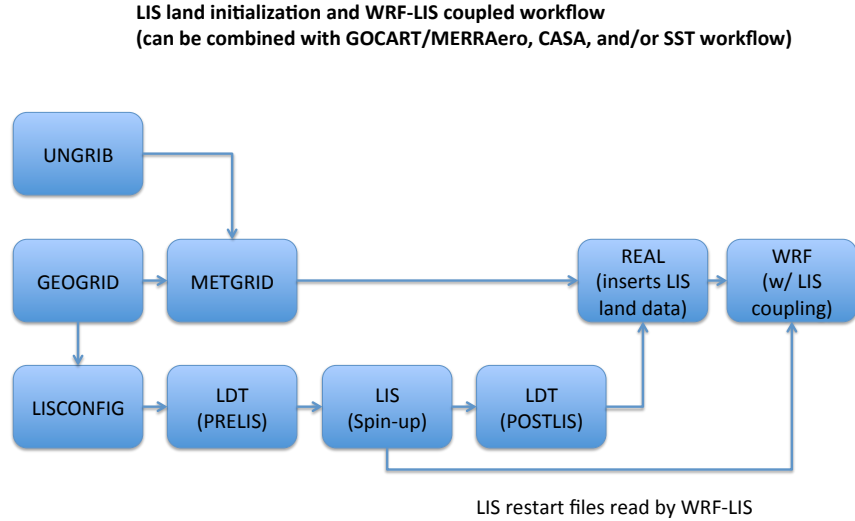 LIS land initialization and WRF-LIS coupled workflow
(can be combined with GOCART/MERRAero, CASA, and/or SST workflow)
UNGRIB
GEOGRID
METGRID
REAL
(inserts LIS
land data)
WRF
(w/ LIS
coupling)
LISCONFIG
LDT
(PRELIS)
LIS
(Spin-up)
LDT
(POSTLIS)
LIS restart files read by WRF-LIS